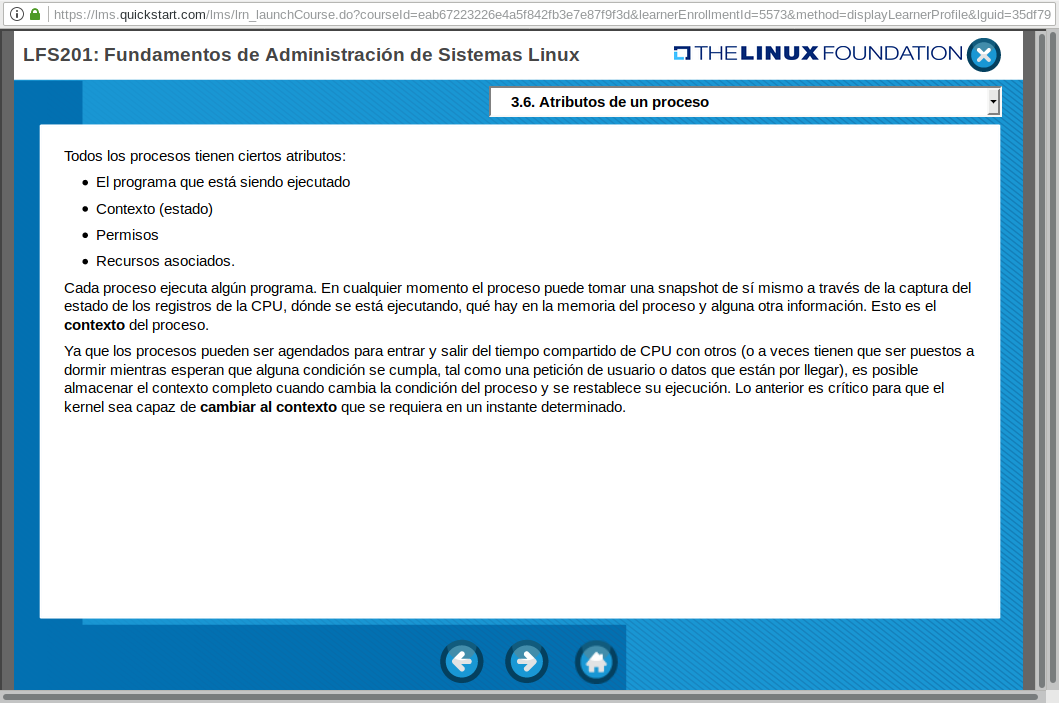 https://lms.quickstart.com/lms/lrn_launchCourse.do?courseId=eab67223226e4a5f842fb3e7e87f9f3d&learnerEnrollmentId=5573&method=displayLearnerProfile&lguid=35df79
LFS201: Fundamentos de Administración de Sistemas Linux
THE LINUX FOUNDATION
3.6. Atributos de un proceso
Todos los procesos tienen ciertos atributos:
• El programa que está siendo ejecutado
• Contexto (estado)
• Permisos
• Recursos asociados.
Cada proceso ejecuta algún programa. En cualquier momento el proceso puede tomar una snapshot de sí mismo a través de la captura del
estado de los registros de la CPU, dónde se está ejecutando, qué hay en la memoria del proceso y alguna otra información. Esto es el
contexto del proceso.
Ya que los procesos pueden ser agendados para entrar y salir del tiempo compartido de CPU con otros (o a veces tienen que ser puestos a
dormir mientras esperan que alguna condición se cumpla, tal como una petición de usuario o datos que están por llegar), es posible
almacenar el contexto completo cuando cambia la condición del proceso y se restablece su ejecución. Lo anterior es crítico para que el
kernel sea capaz de cambiar al contexto que se requiera en un instante determinado.